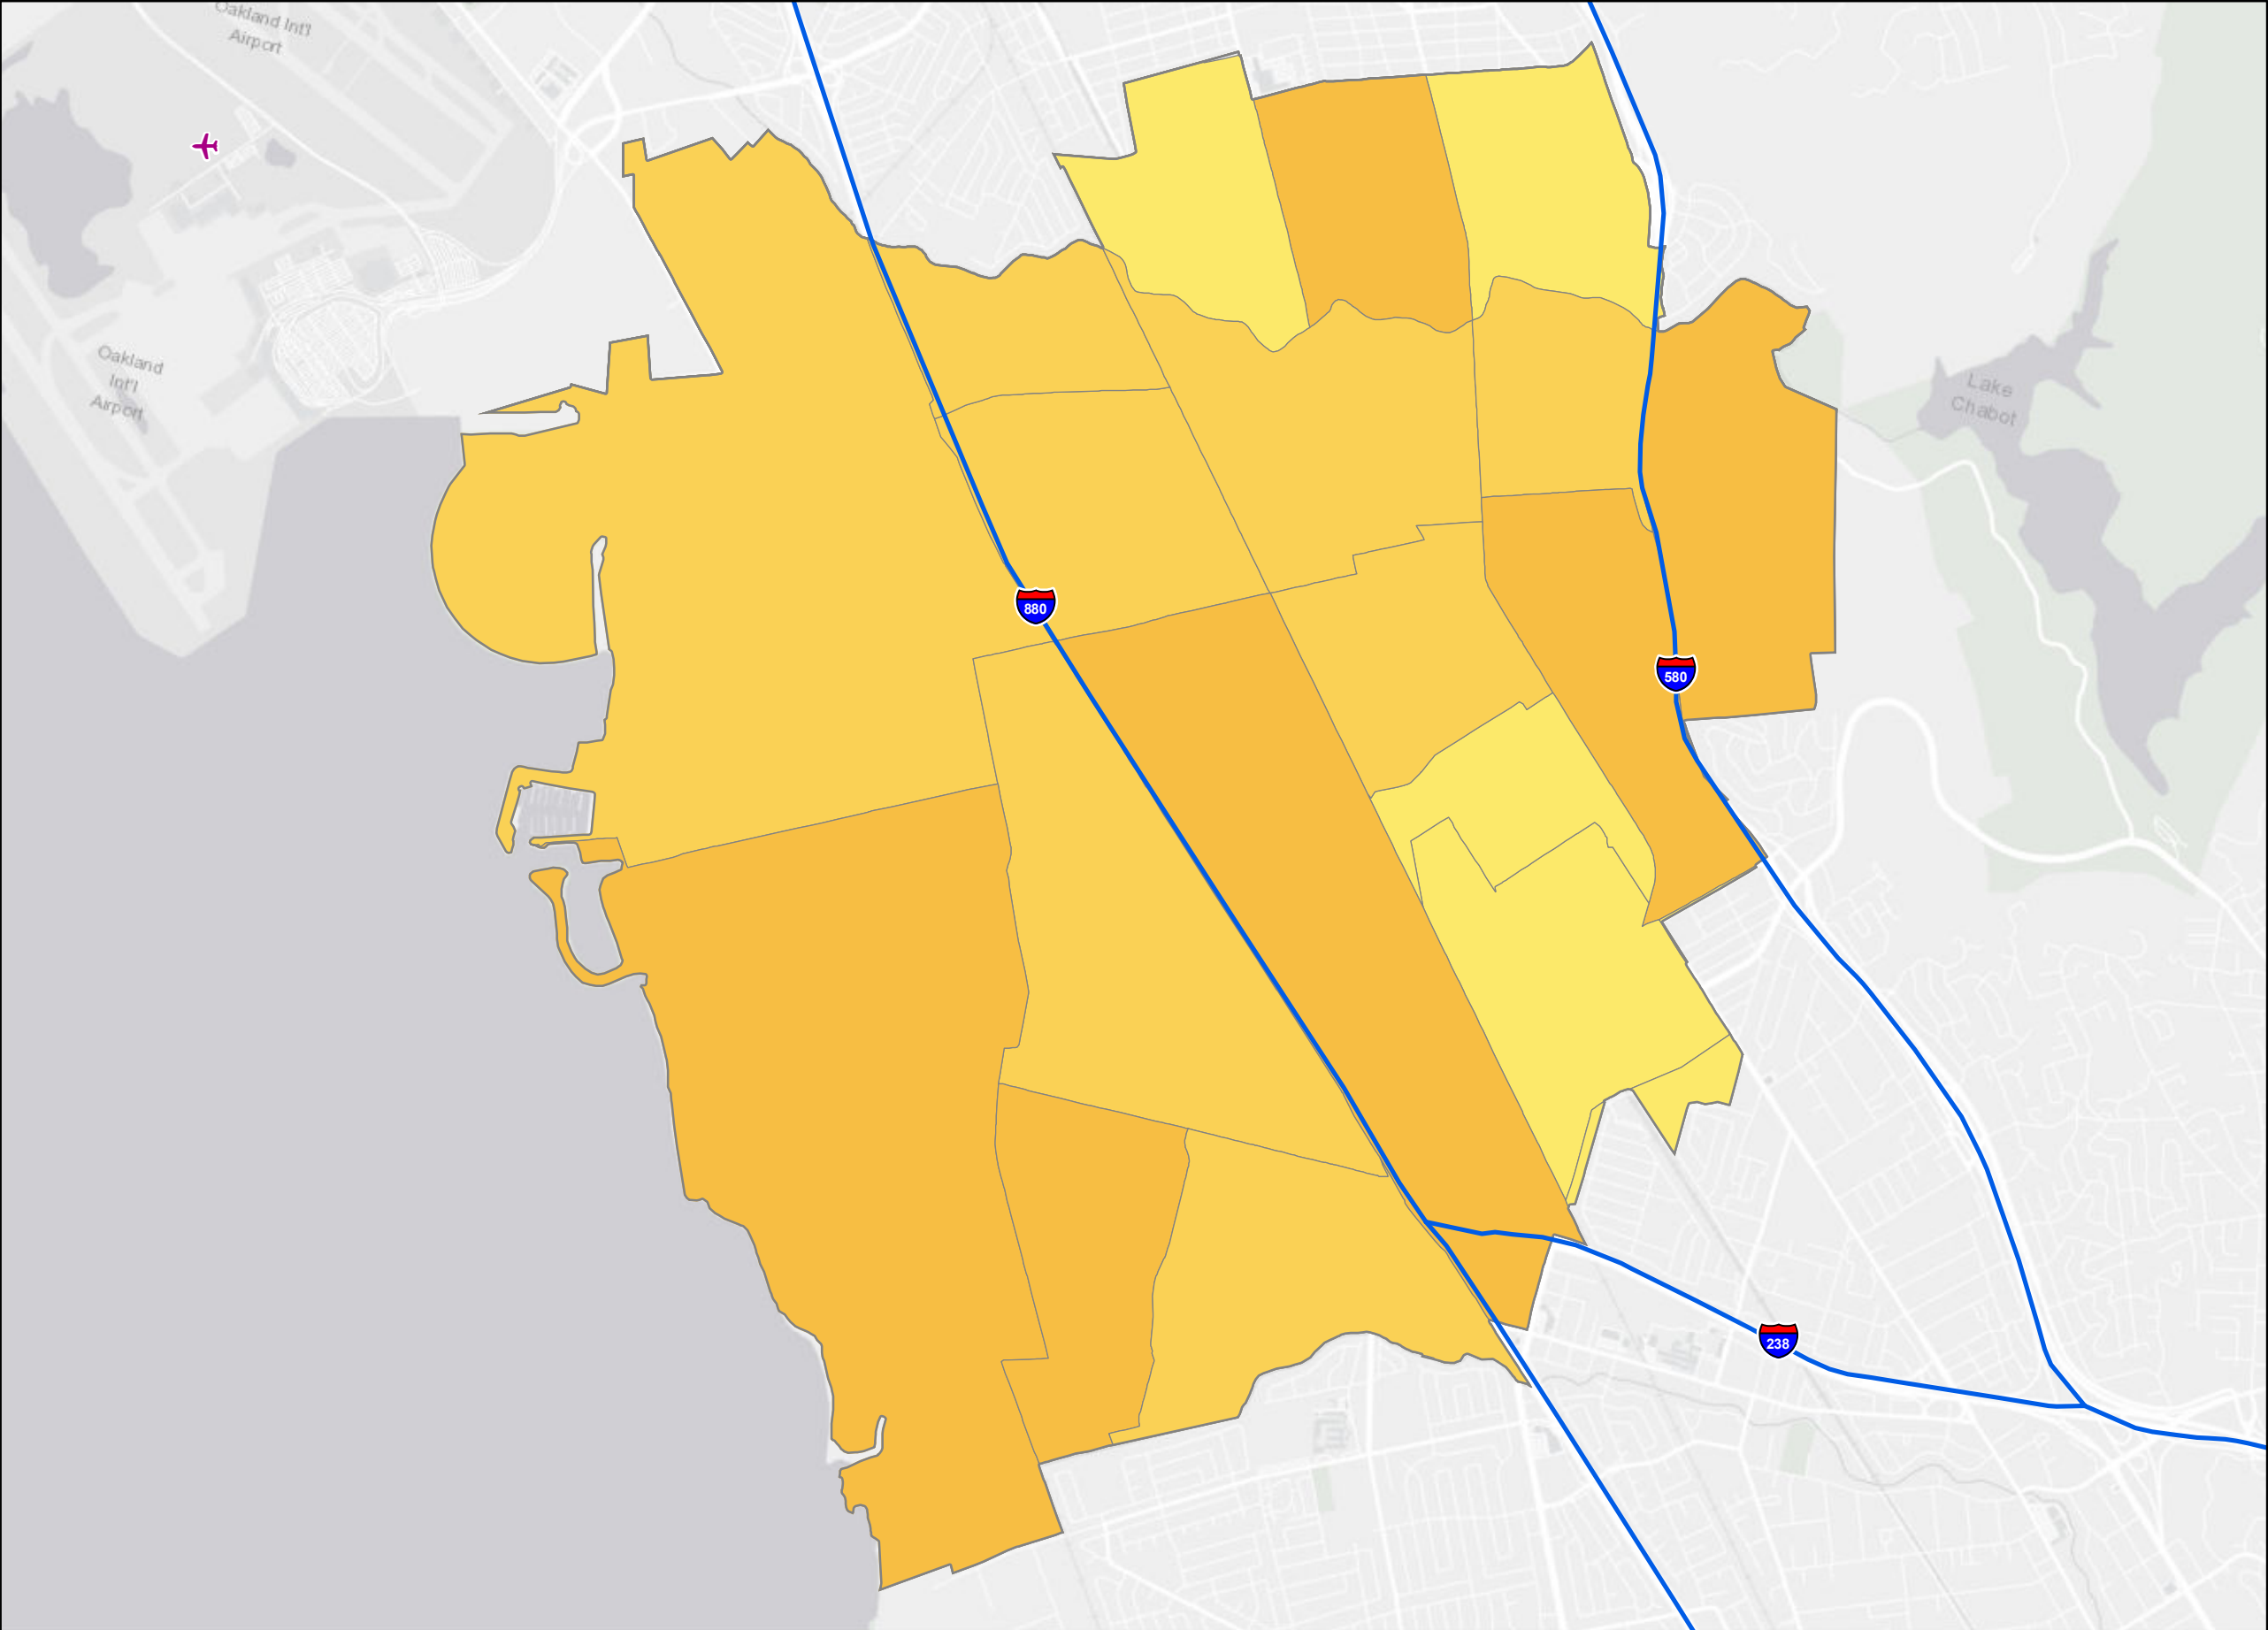 Oakland Int'l
Airport
Oakland
Int'l
Airport
Lake
Chabot
880
580
238